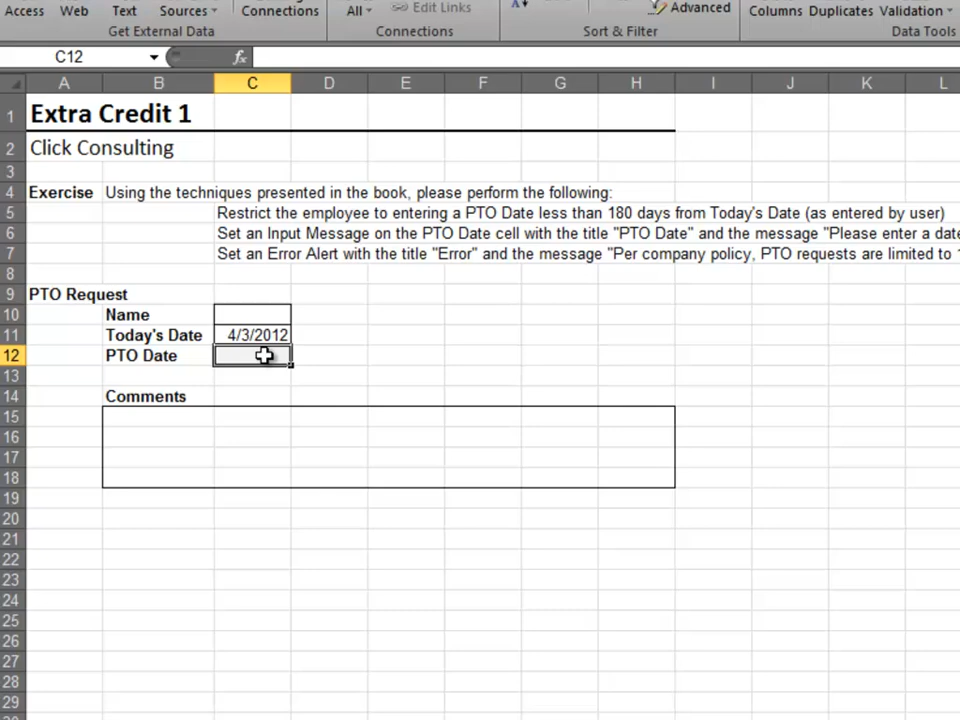 Access Web Text Sources Connections All Edit Links Advanced Columns Duplicates Validation
Get External Data Connections Sort & Filter Data Tools
C12 fx
A B C D E F G H I J K L
1 Extra Credit 1
2 Click Consulting
3
4 Exercise Using the techniques presented in the book, please perform the following:
5 Restrict the employee to entering a PTO Date less than 180 days from Today's Date (as entered by user)
6 Set an Input Message on the PTO Date cell with the title "PTO Date" and the message "Please enter a date
7 Set an Error Alert with the title "Error" and the message "Per company policy, PTO requests are limited to
8
9 PTO Request
10 Name
11 Today's Date 4/3/2012
12 PTO Date
13
14 Comments
15
16
17
18
19
20
21
22
23
24
25
26
27
28
29